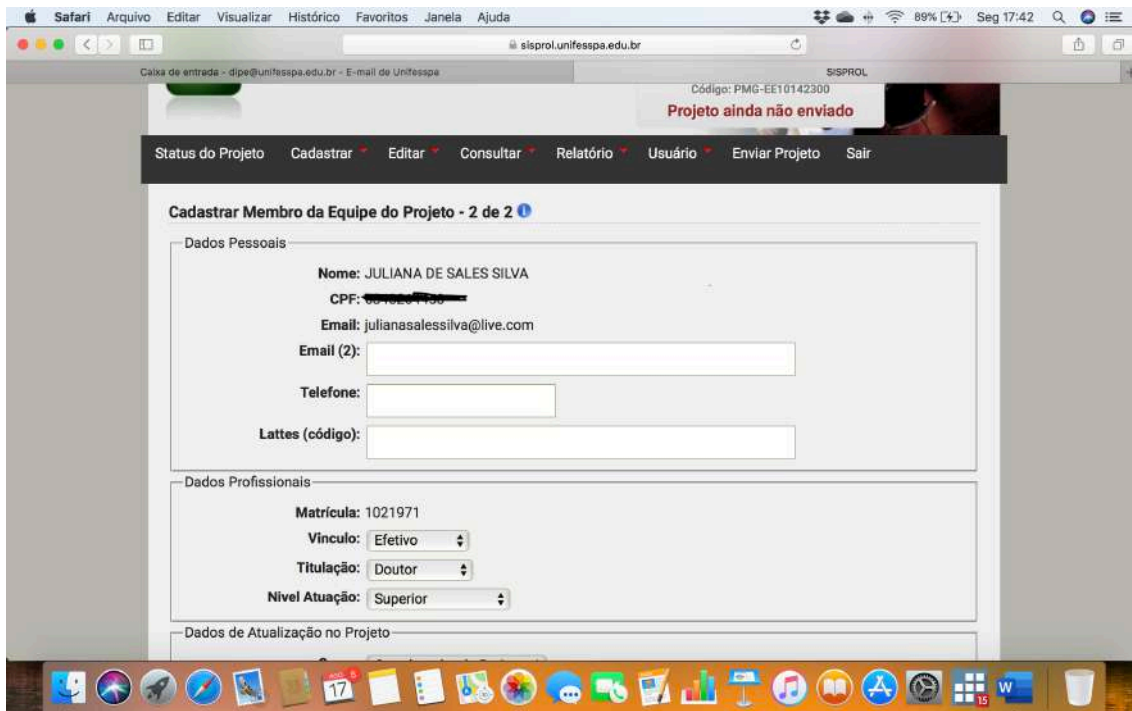 Safari Arquivo Editar Visualizar Histórico Favoritos Janela Ajuda 89% Seg 17:42
sisprol.unifesspa.edu.br
Caixa de entrada - dipe@unifesspa.edu.br - E-mail de Unifesspa SISPROL
Código: PMG-EE10142300
Projeto ainda não enviado
Status do Projeto Cadastrar Editar Consultar Relatório Usuário Enviar Projeto Sair
Cadastrar Membro da Equipe do Projeto - 2 de 2
Dados Pessoais
Nome: JULIANA DE SALES SILVA
CPF:
Email: julianasalessilva@live.com
Email (2):
Telefone:
Lattes (código):
Dados Profissionais
Matrícula: 1021971
Vinculo: Efetivo
Titulação: Doutor
Nivel Atuação: Superior
Dados de Atualização no Projeto
17
15
W